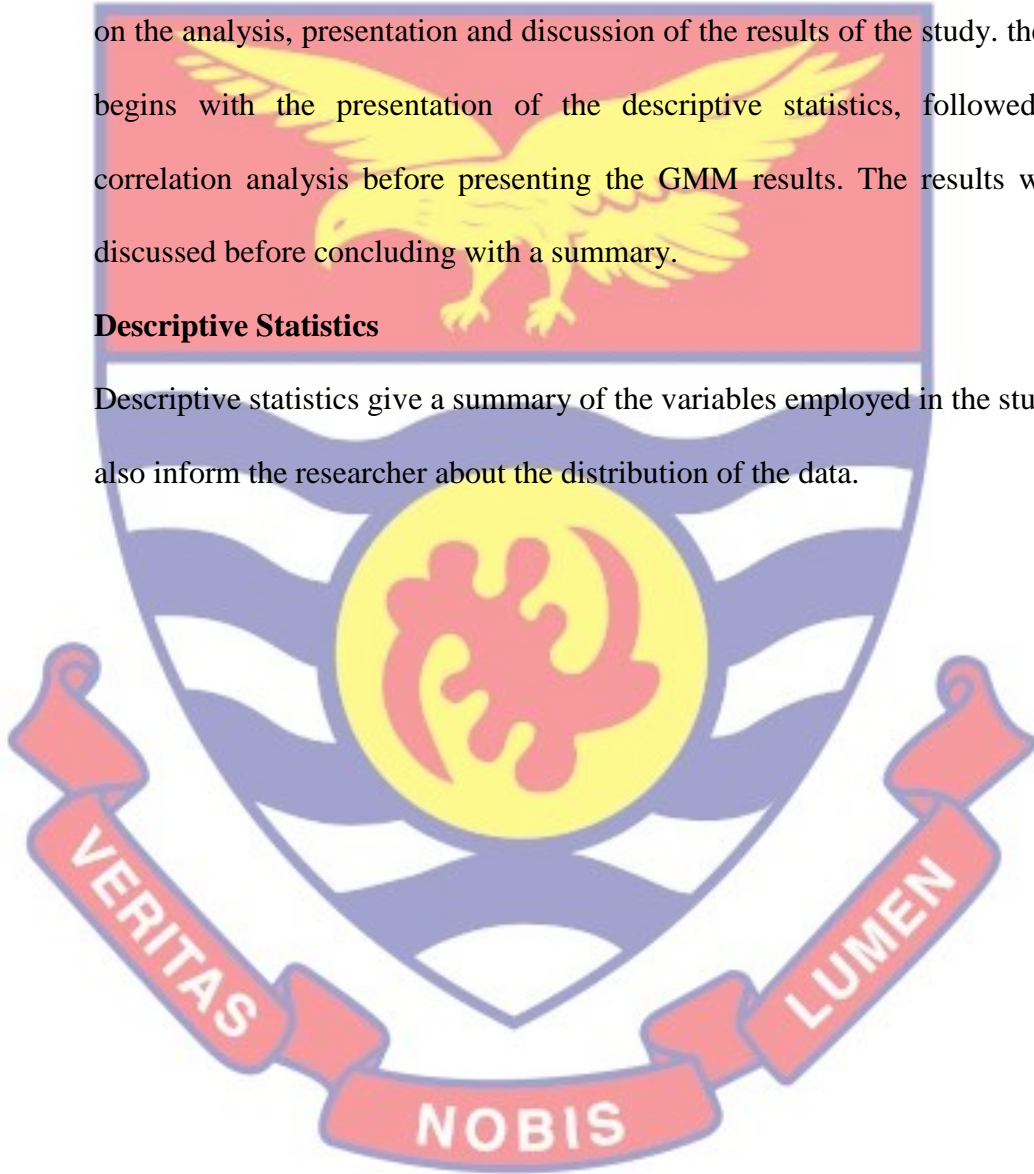 on the analysis, presentation and discussion of the results of the study. the
begins with the presentation of the descriptive statistics, followed
correlation analysis before presenting the GMM results. The results w
discussed before concluding with a summary.
Descriptive Statistics
Descriptive statistics give a summary of the variables employed in the stu
also inform the researcher about the distribution of the data.
VERITAS
NOBIS
LUMEN